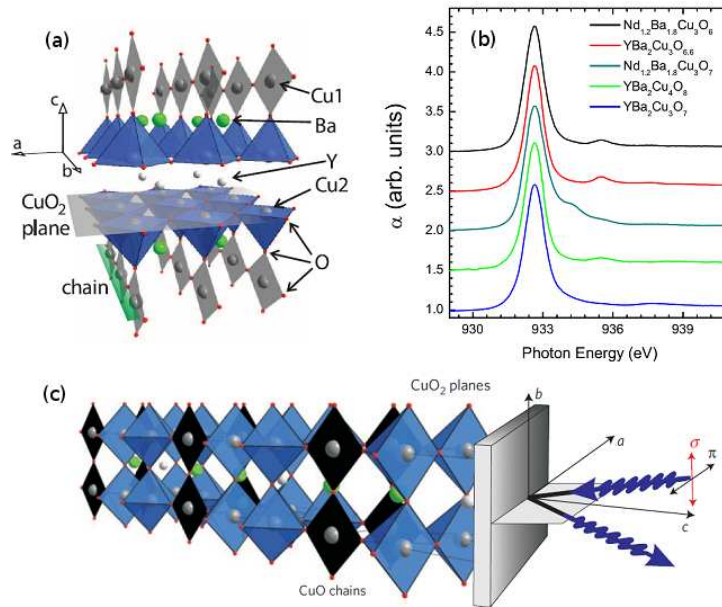 (a)
c
a
b
Cu1
Ba
Y
Cu2
CuO₂
plane
chain
O
(b)
Nd₁.₂Ba₁.₈Cu₃O₆
YBa₂Cu₃O₆.₆
Nd₁.₂Ba₁.₈Cu₃O₇
YBa₂Cu₄O₈
YBa₂Cu₃O₇
α (arb. units)
4.5
4.0
3.5
3.0
2.5
2.0
1.5
1.0
930 933 936 939
Photon Energy (eV)
(c)
CuO₂ planes
CuO chains
b
a
σ
π
c